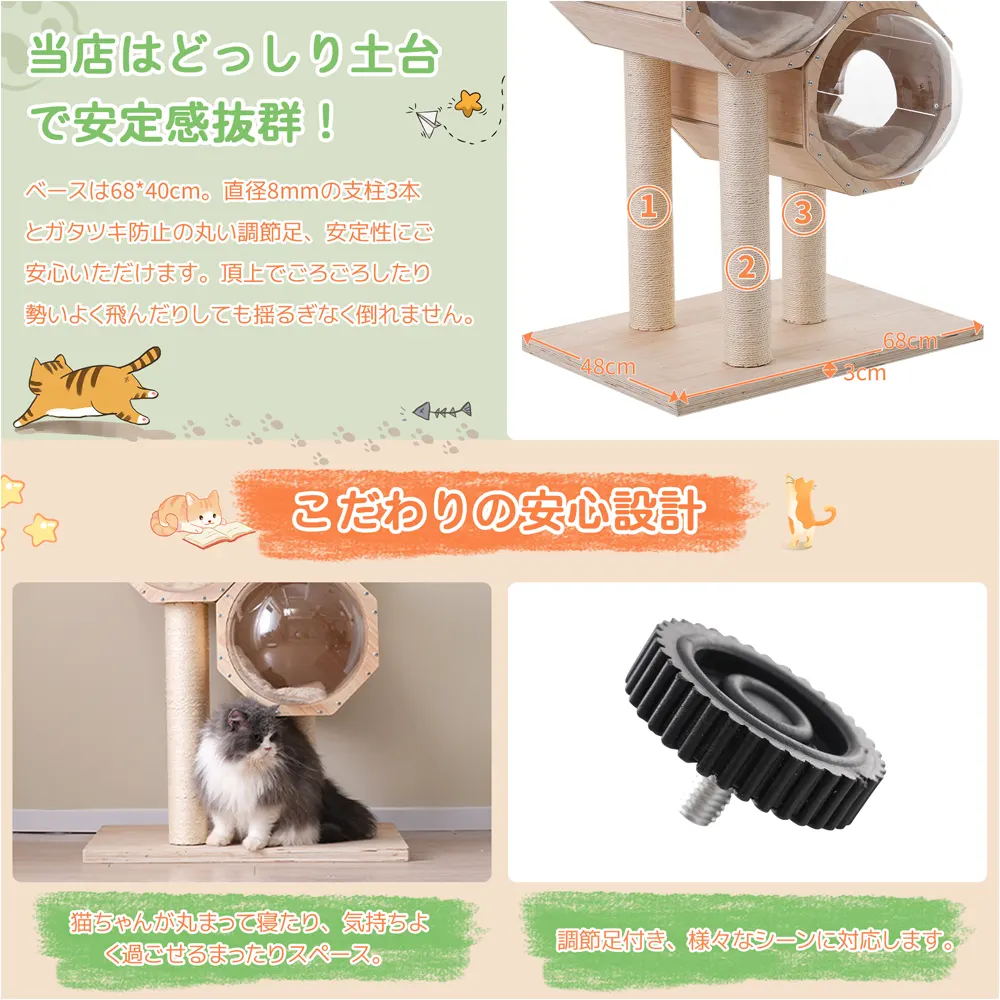 当店はどっしり土台
で安定感抜群！
ベースは68*40cm。直径8mmの支柱3本
とガタツキ防止の丸い調節足、安定性にご
安心いただけます。頂上でごろごろしたり
勢いよく飛んだりしても揺るぎなく倒れません。
1
2
3
48cm
68cm
3cm
こだわりの安心設計
猫ちゃんが丸まって寝たり、気持ちよ
く過ごせるまったりスペース。
調節足付き、様々なシーンに対応します。